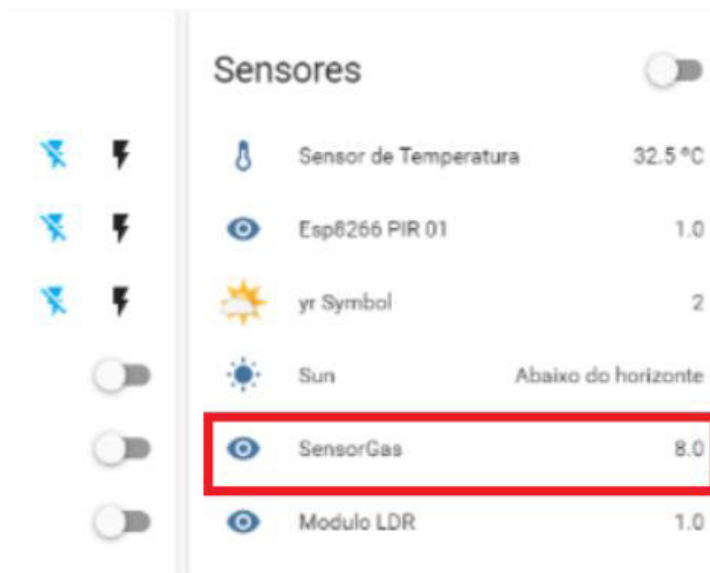 Sensores
Sensor de Temperatura 32.5 ºC
Esp8266 PIR 01 1.0
yr Symbol 2
Sun Abaixo do horizonte
SensorGas 8.0
Modulo LDR 1.0